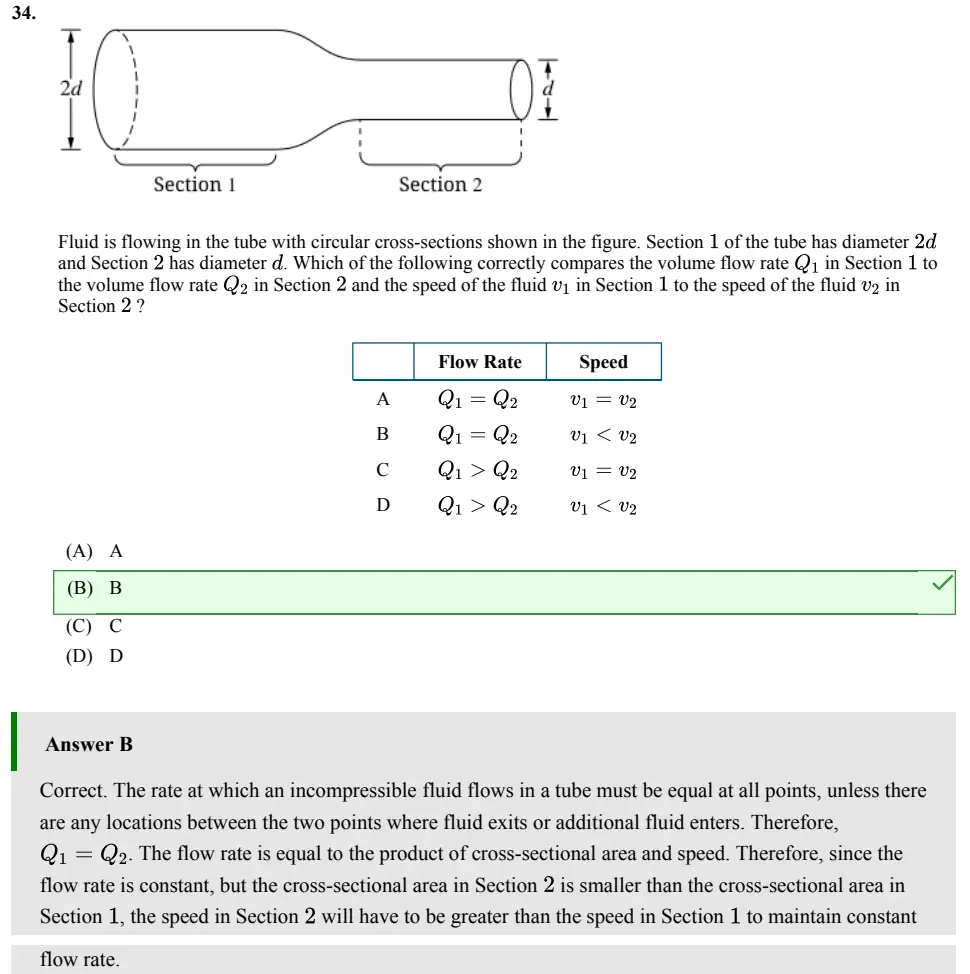 34.
2d
d
Section 1
Section 2
Fluid is flowing in the tube with circular cross-sections shown in the figure. Section 1 of the tube has diameter 2d
and Section 2 has diameter d. Which of the following correctly compares the volume flow rate Q₁ in Section 1 to
the volume flow rate Q₂ in Section 2 and the speed of the fluid v₁ in Section 1 to the speed of the fluid v₂ in
Section 2 ?
Flow Rate Speed
A Q₁ = Q₂ v₁ = v₂
B Q₁ = Q₂ v₁ < v₂
C Q₁ > Q₂ v₁ = v₂
D Q₁ > Q₂ v₁ < v₂
(A) A
(B) B
(C) C
(D) D
Answer B
Correct. The rate at which an incompressible fluid flows in a tube must be equal at all points, unless there
are any locations between the two points where fluid exits or additional fluid enters. Therefore,
Q₁ = Q₂. The flow rate is equal to the product of cross-sectional area and speed. Therefore, since the
flow rate is constant, but the cross-sectional area in Section 2 is smaller than the cross-sectional area in
Section 1, the speed in Section 2 will have to be greater than the speed in Section 1 to maintain constant
flow rate.